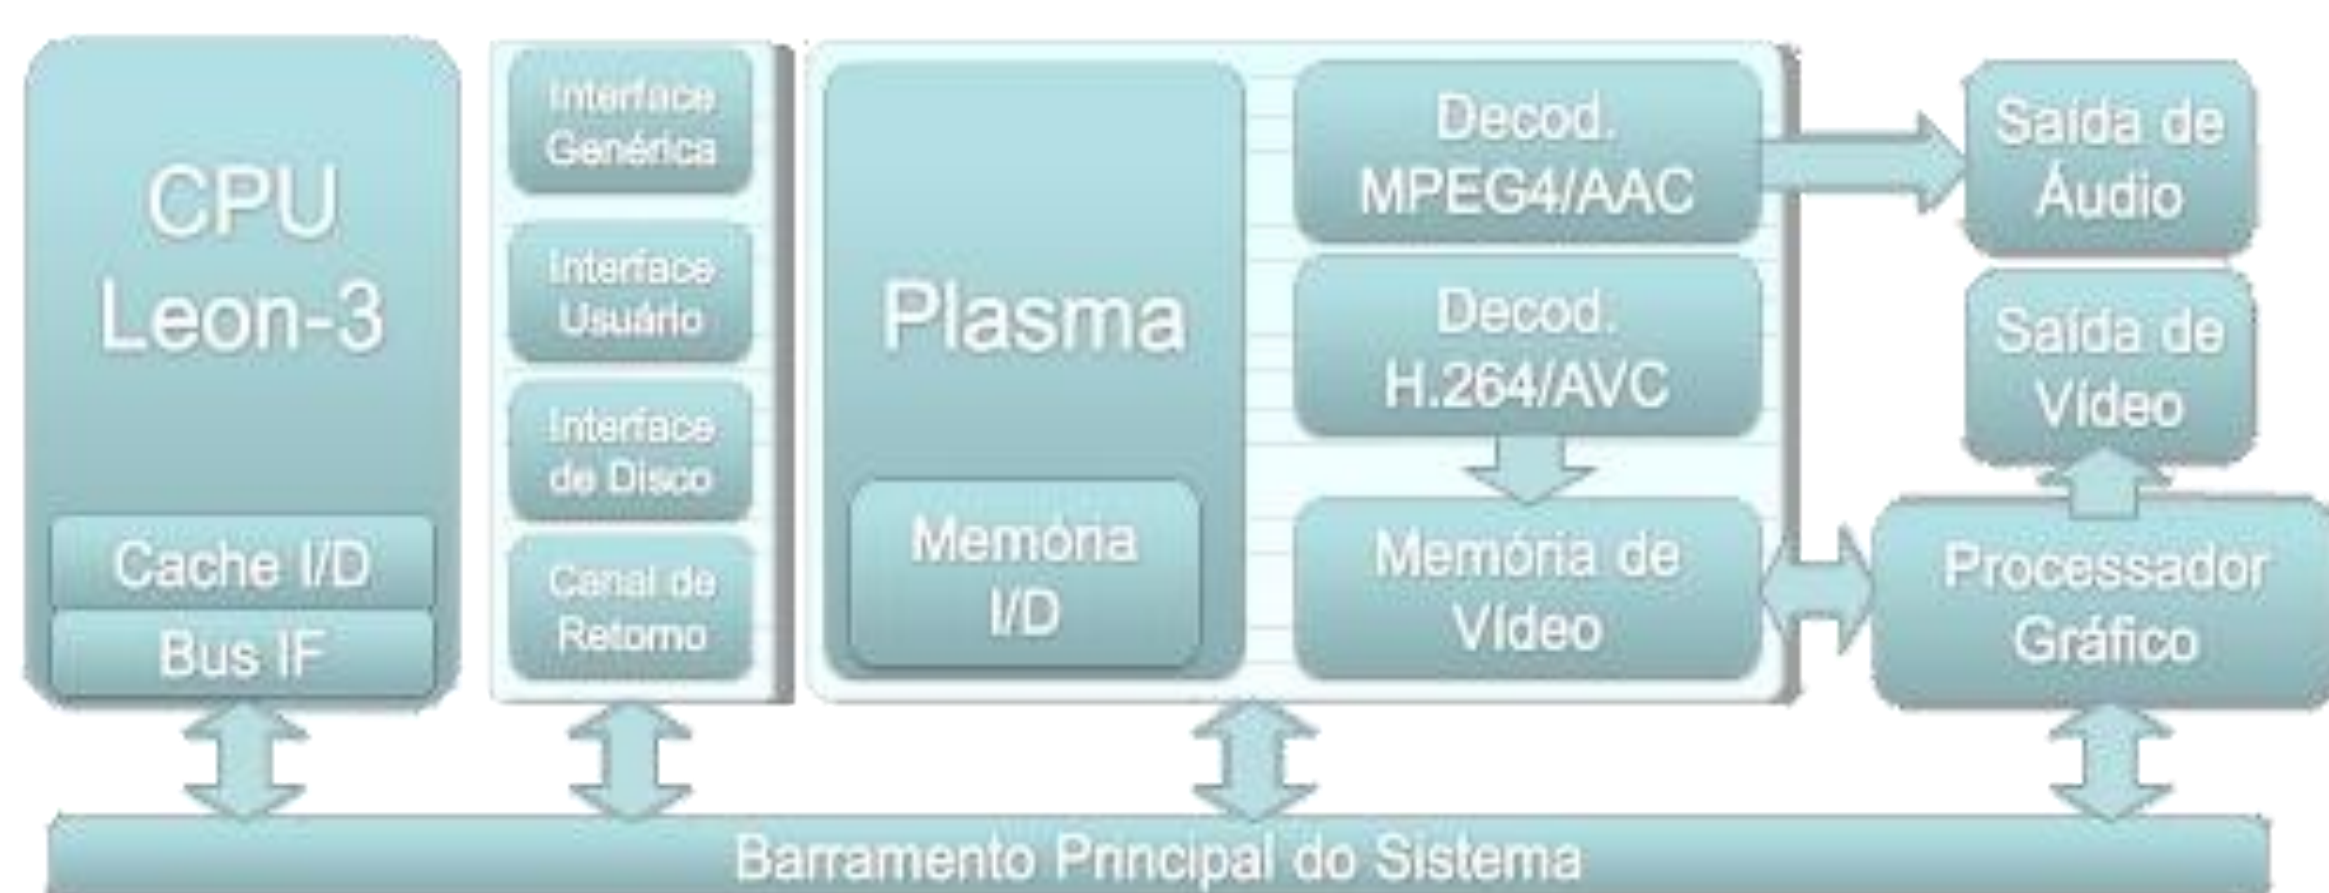 CPU
Leon-3
Cache I/D
Bus IF
Interface
Genérica
Interface
Usuário
Interface
de Disco
Canal de
Retorno
Plasma
Memória
I/D
Decod.
MPEG4/AAC
Decod.
H.264/AVC
Memória de
Vídeo
Saída de
Áudio
Saída de
Vídeo
Processador
Gráfico
Barramento Principal do Sistema